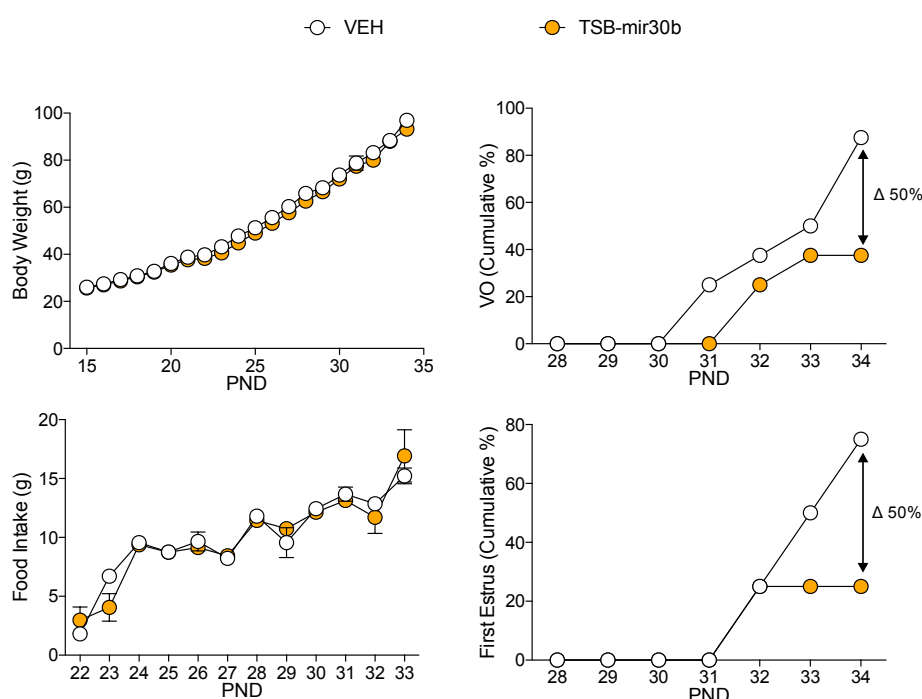 VEH
TSB-mir30b
100
80
60
40
20
0
Body Weight (g)
15 20 25 30 35
PND
100
80
60
40
20
0
VO (Cumulative %)
Δ 50%
28 29 30 31 32 33 34
PND
20
15
10
5
0
Food Intake (g)
22 23 24 25 26 27 28 29 30 31 32 33
PND
80
60
40
20
0
First Estrus (Cumulative %)
Δ 50%
28 29 30 31 32 33 34
PND